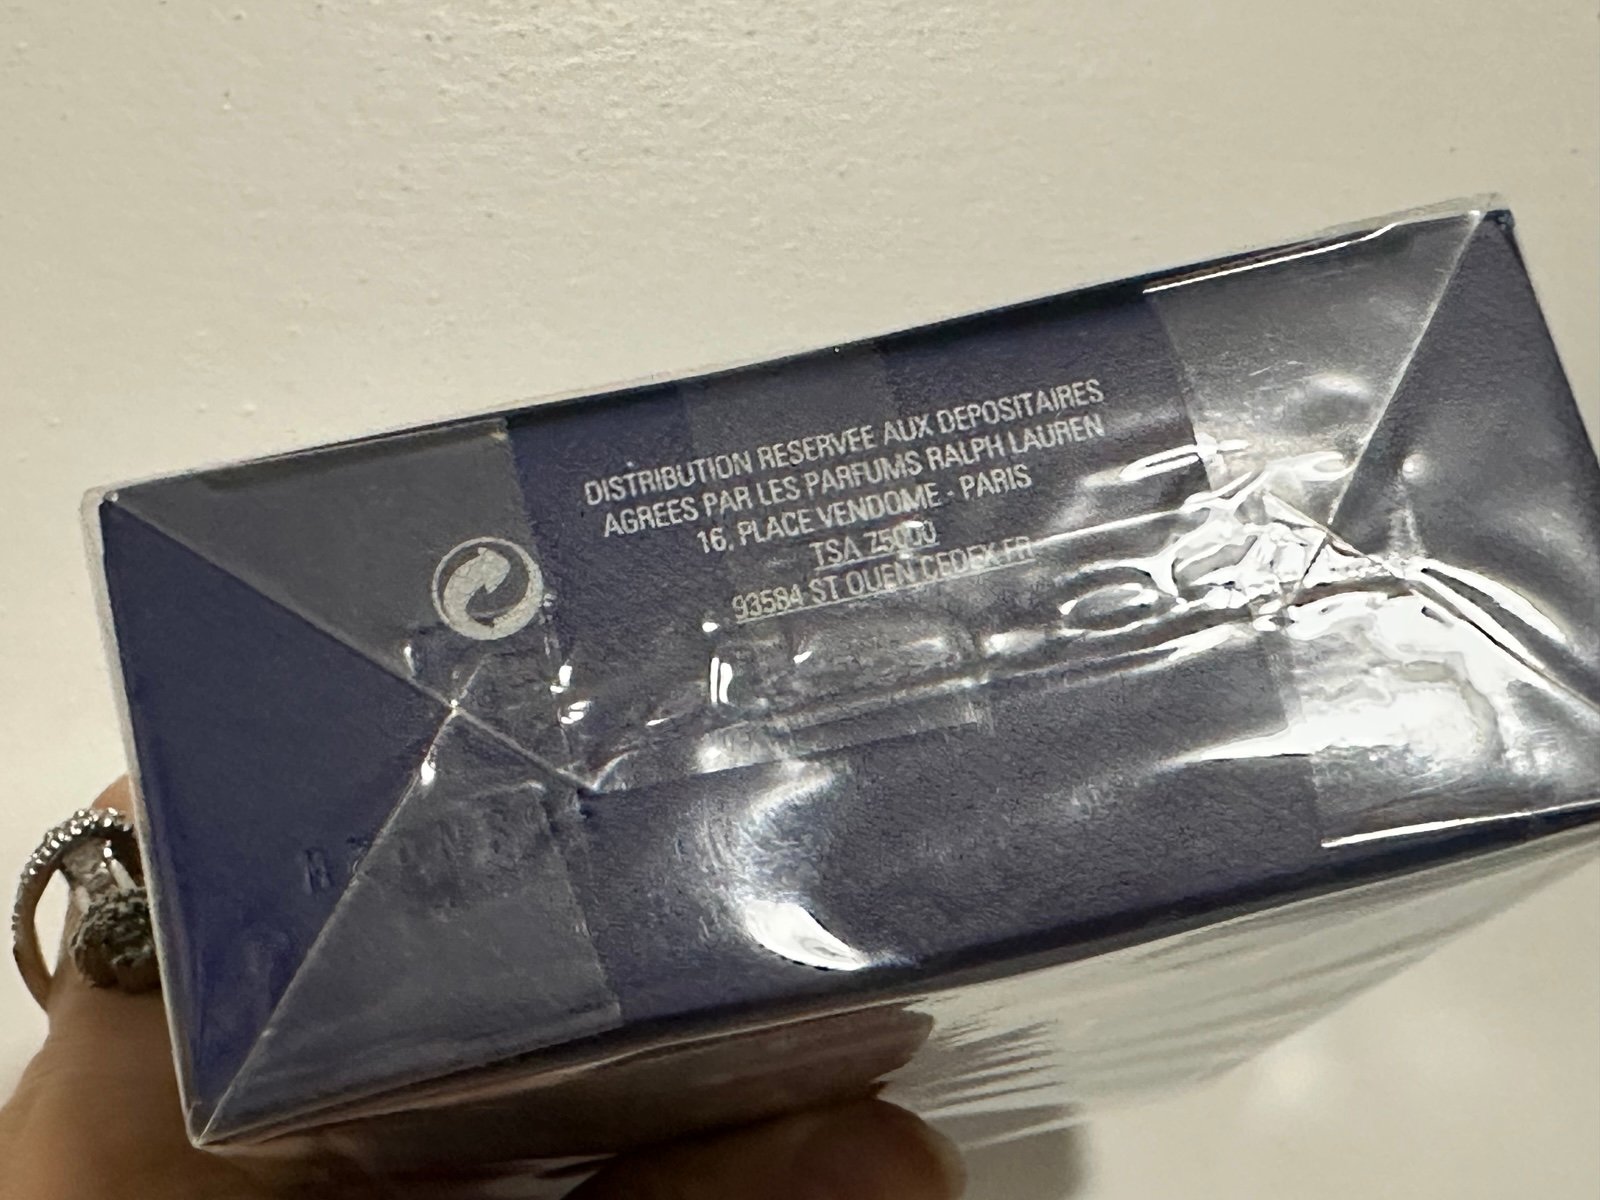 DISTRIBUTION RESERVEE AUX DEPOSITAIRES
AGREES PAR LES PARFUMS RALPH LAUREN
16, PLACE VENDOME - PARIS
TSA 75000
93584 ST OUEN CEDEX FR